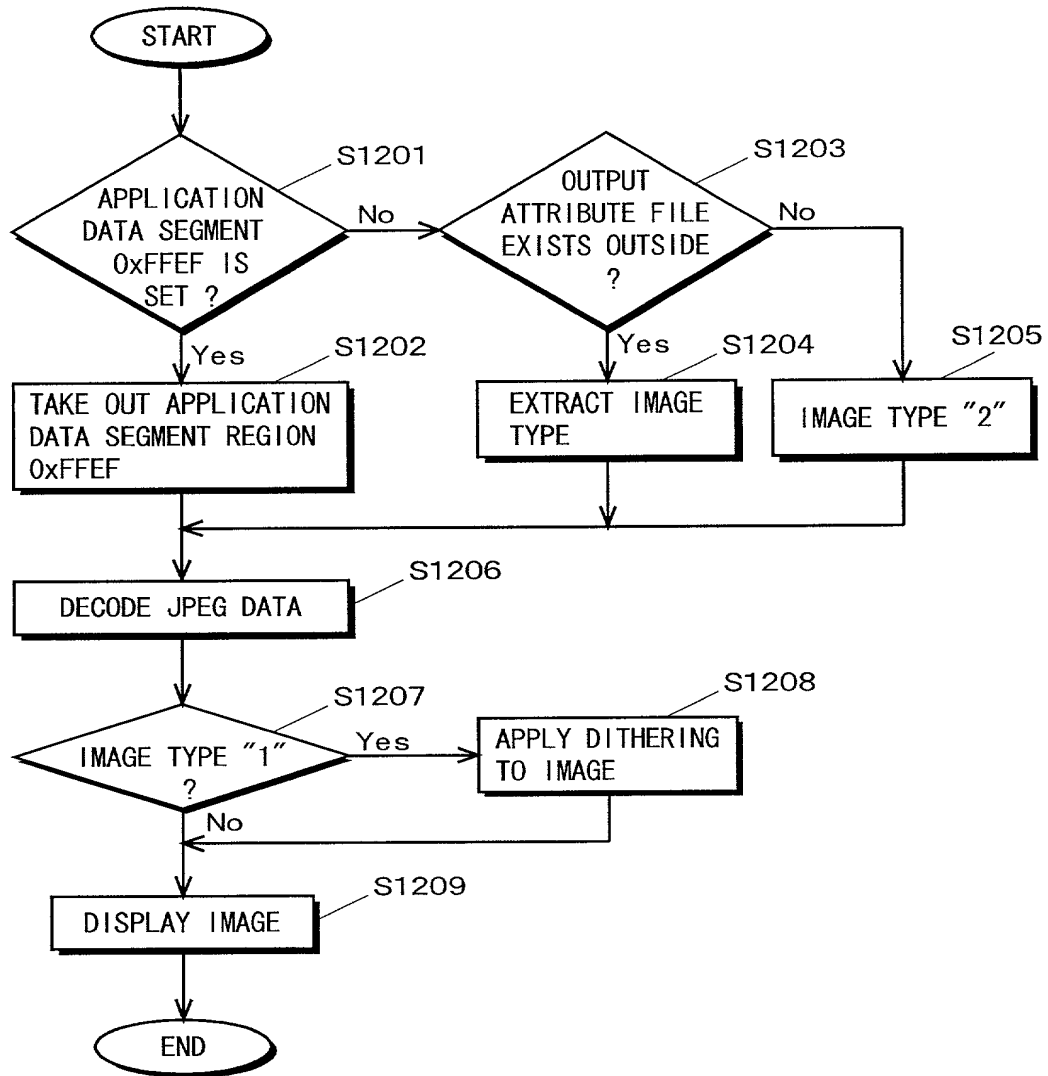 START
S1201
APPLICATION
DATA SEGMENT
0xFFEF IS
SET ?
No
S1203
OUTPUT
ATTRIBUTE FILE
EXISTS OUTSIDE
?
No
Yes
S1202
TAKE OUT APPLICATION
DATA SEGMENT REGION
0xFFEF
Yes
S1204
EXTRACT IMAGE
TYPE
S1205
IMAGE TYPE "2"
S1206
DECODE JPEG DATA
S1207
IMAGE TYPE "1"
?
Yes
S1208
APPLY DITHERING
TO IMAGE
No
S1209
DISPLAY IMAGE
END